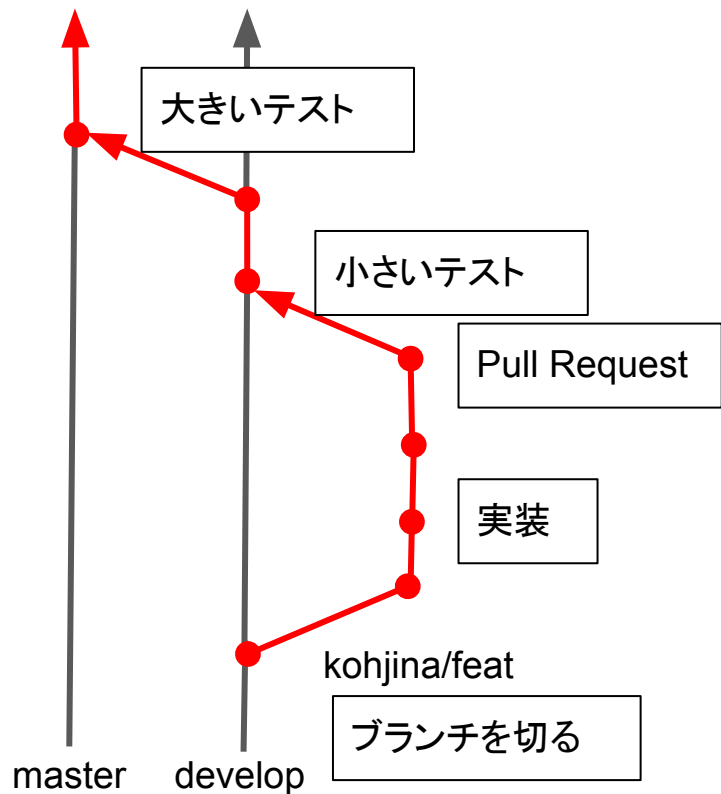 大きいテスト
小さいテスト
Pull Request
実装
kohjina/feat
ブランチを切る
master
develop